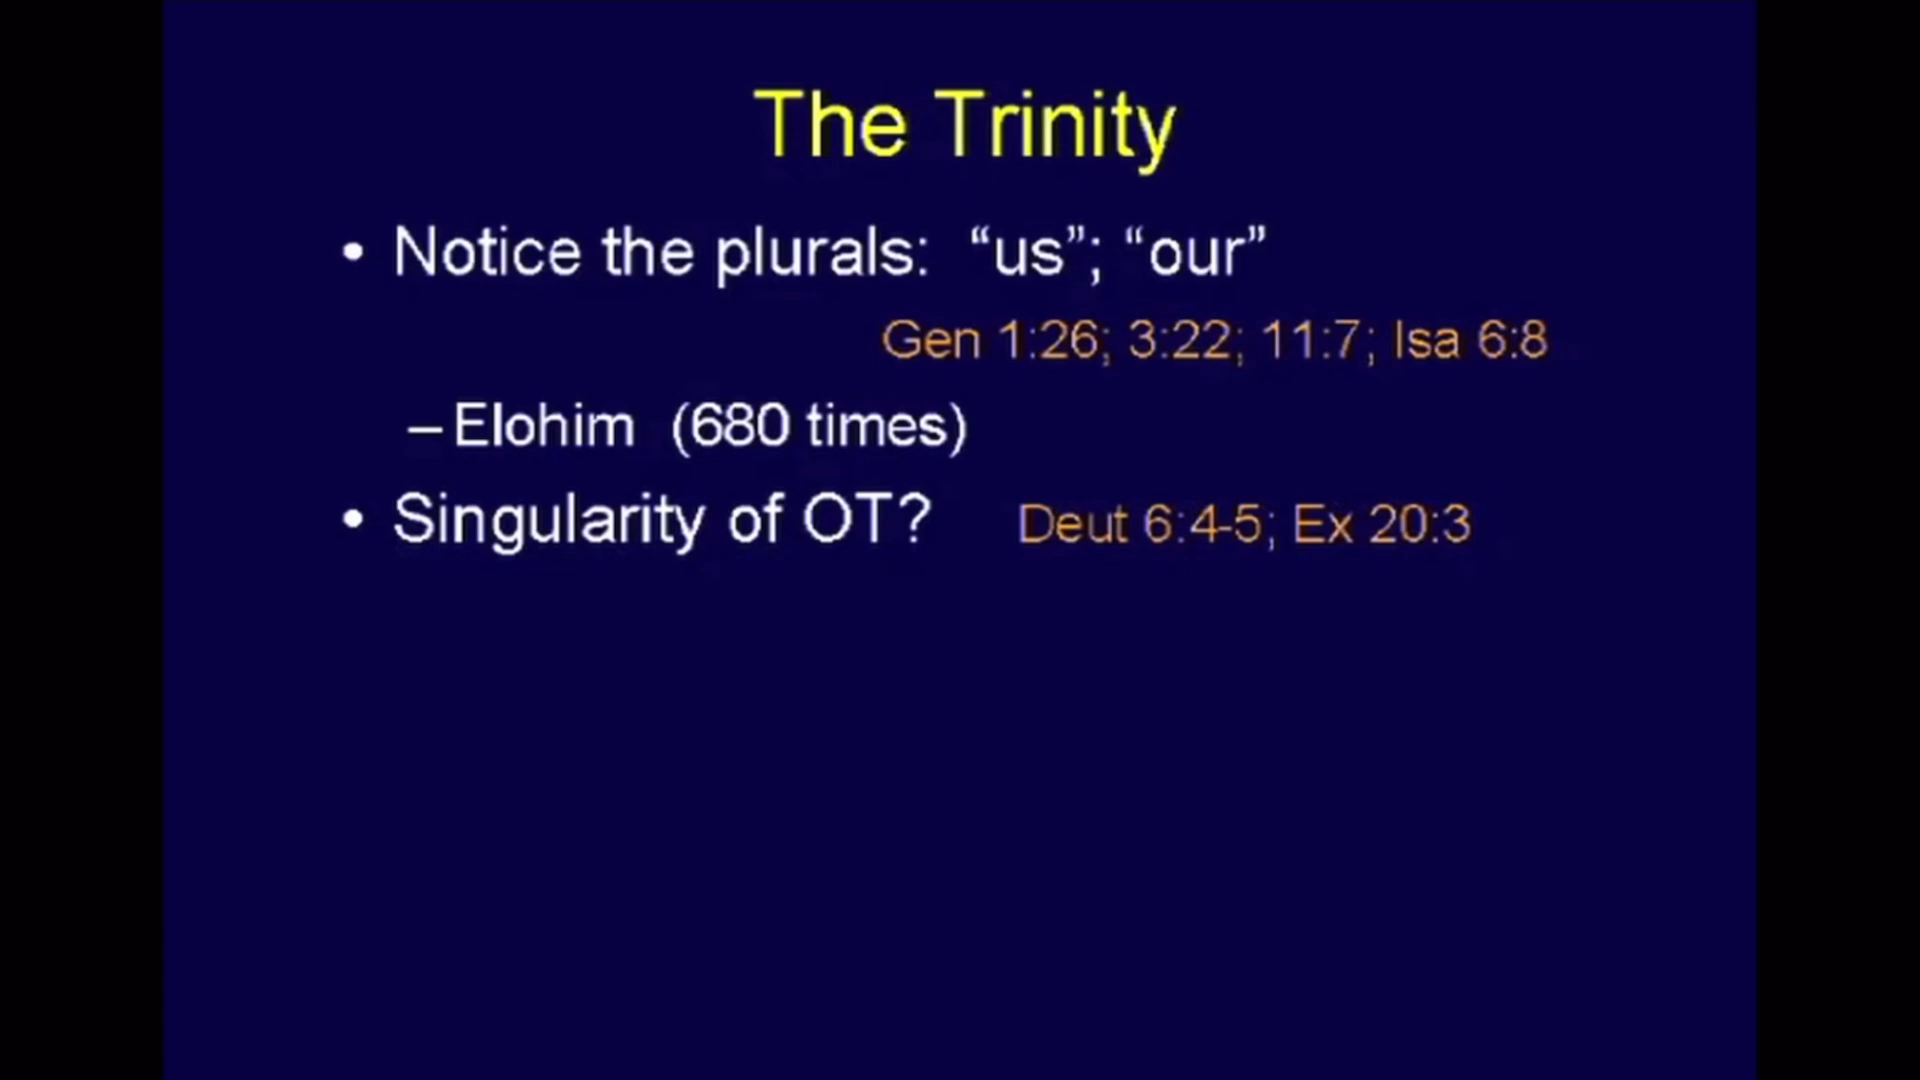 The Trinity
• Notice the plurals: “us”; “our”
Gen 1:26; 3:22; 11:7; Isa 6:8
– Elohim (680 times)
• Singularity of OT? Deut 6:4-5; Ex 20:3